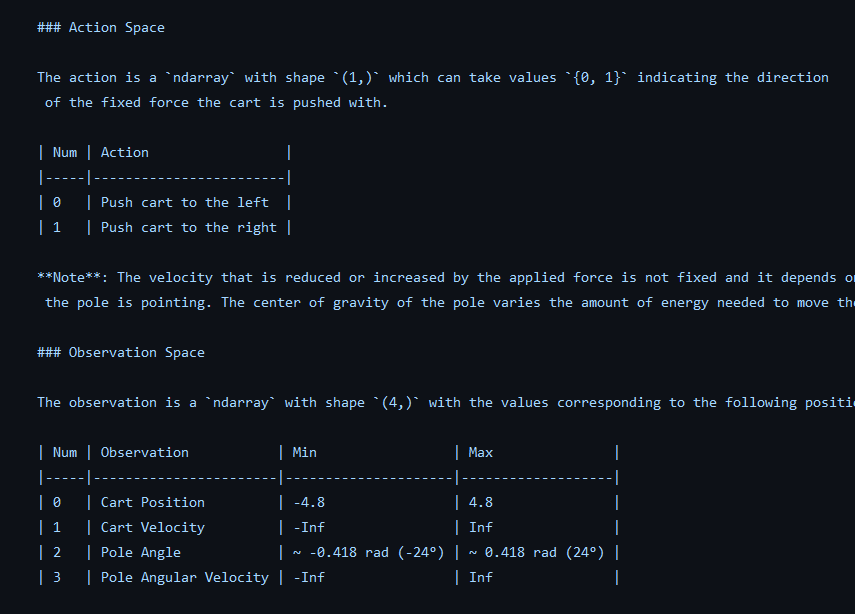 ### Action Space
The action is a `ndarray` with shape `(1,)` which can take values `{0, 1}` indicating the direction
of the fixed force the cart is pushed with.
| Num | Action                 |
|-----|------------------------|
| 0   | Push cart to the left  |
| 1   | Push cart to the right |
**Note**: The velocity that is reduced or increased by the applied force is not fixed and it depends
the pole is pointing. The center of gravity of the pole varies the amount of energy needed to move
### Observation Space
The observation is a `ndarray` with shape `(4,)` with the values corresponding to the following
| Num | Observation           | Min                 | Max               |
|-----|-----------------------|---------------------|-------------------|
| 0   | Cart Position         | -4.8                | 4.8               |
| 1   | Cart Velocity         | -Inf                | Inf               |
| 2   | Pole Angle            | ~ -0.418 rad (-24°) | ~ 0.418 rad (24°) |
| 3   | Pole Angular Velocity | -Inf                | Inf               |